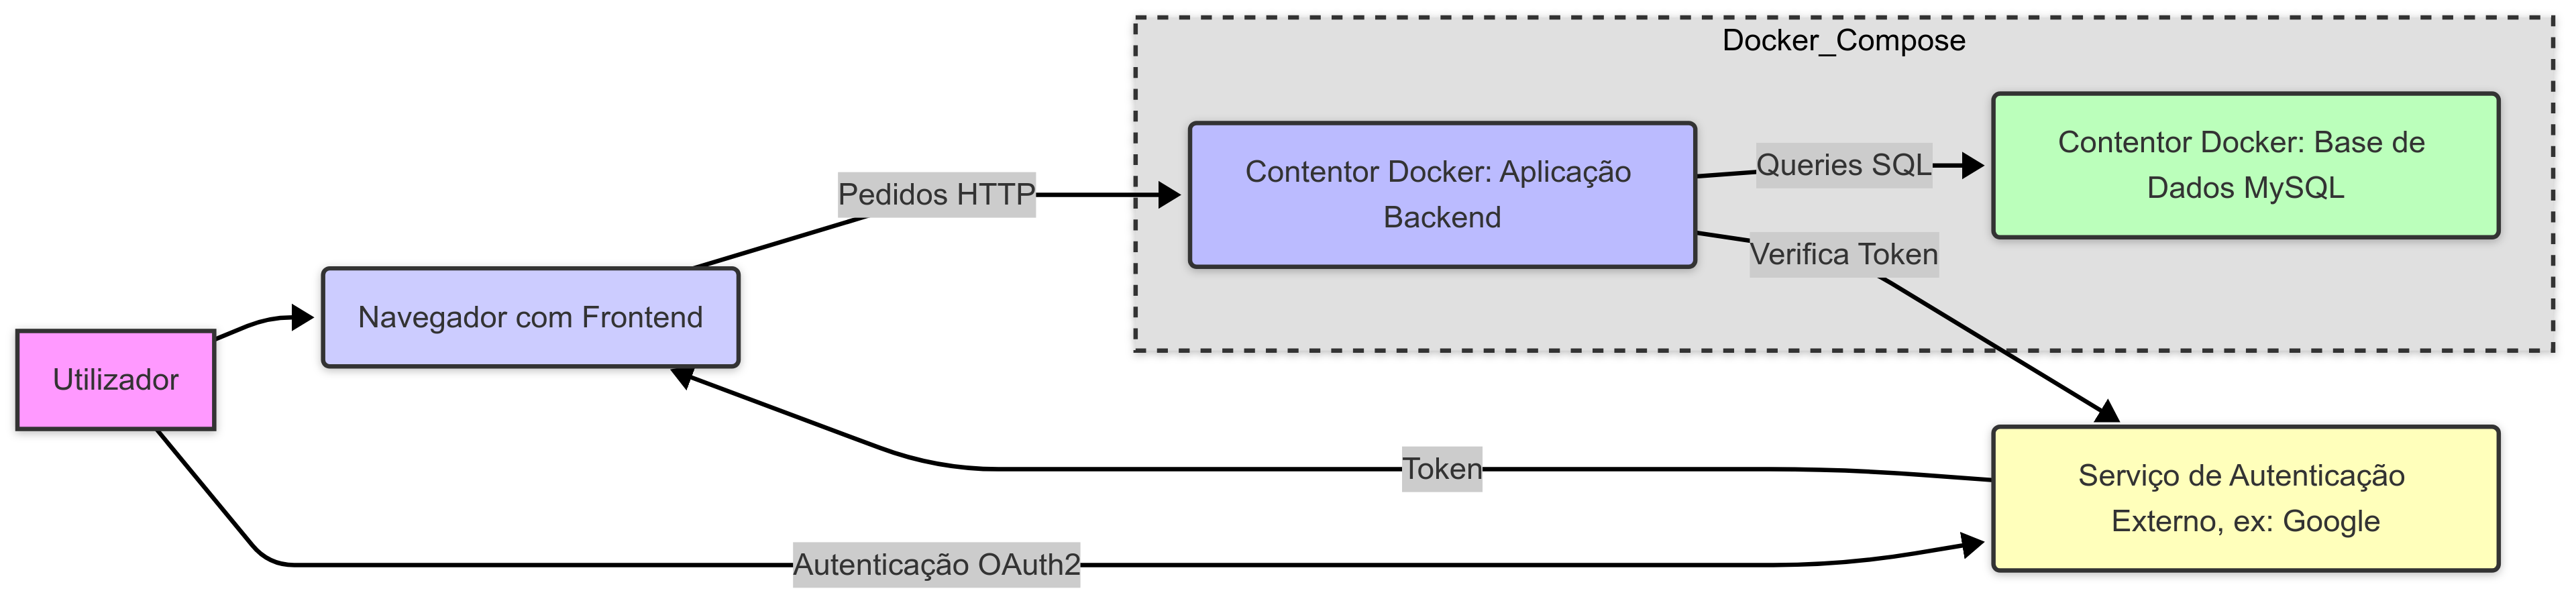 Docker_Compose
Contentor Docker: Aplicação
Backend
Queries SQL
Contentor Docker: Base de
Dados MySQL
Pedidos HTTP
Verifica Token
Navegador com Frontend
Utilizador
Token
Serviço de Autenticação
Externo, ex: Google
Autenticação OAuth2